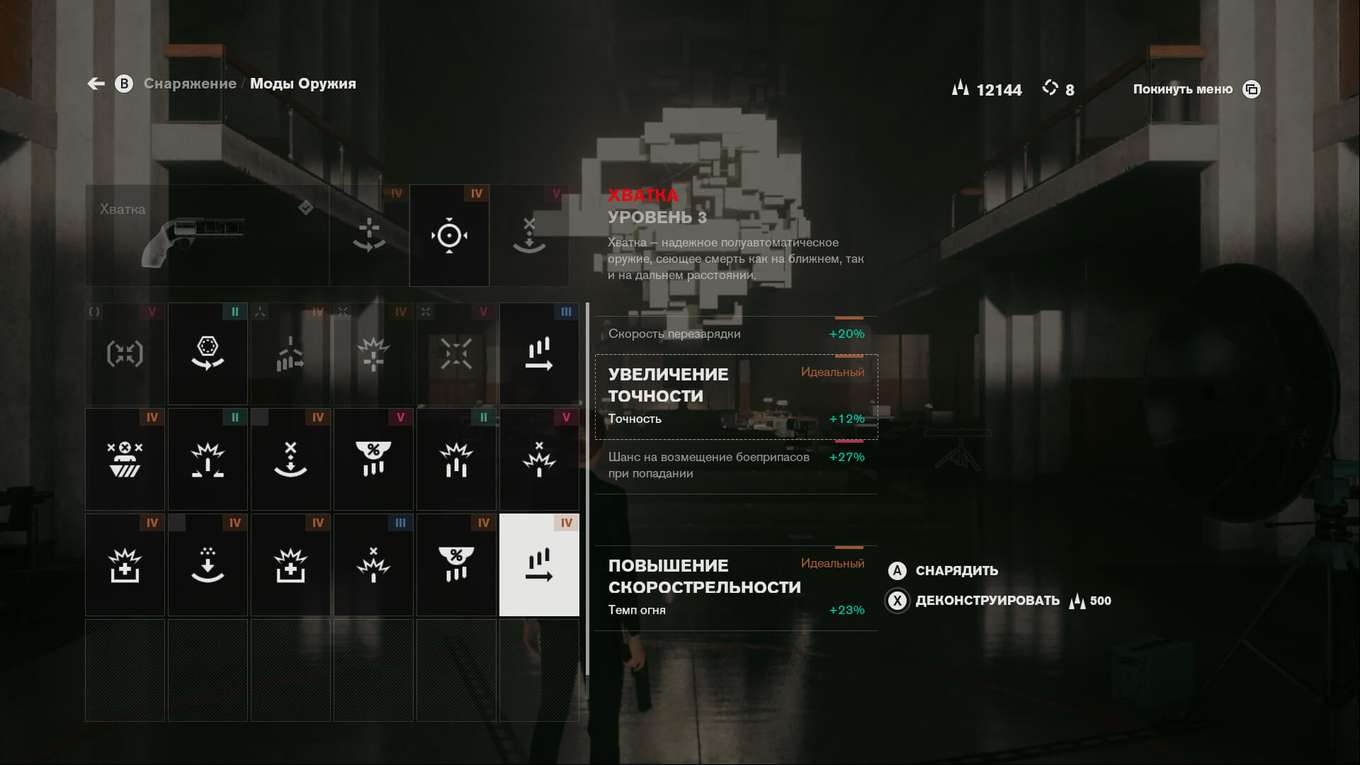 B Снаряжение / Моды Оружия
12144 8 Покинуть меню
Хватка
IV IV V
ХВАТКА
УРОВЕНЬ 3
Хватка – надежное полуавтоматическое
оружие, сеющее смерть как на ближнем, так
и на дальнем расстоянии.
V II IV IV V III
Скорость перезарядки +20%
УВЕЛИЧЕНИЕ Идеальный
ТОЧНОСТИ
Точность +12%
IV II IV V II V
%
Шанс на возмещение боеприпасов +27%
при попадании
IV IV IV III IV IV
%
ПОВЫШЕНИЕ Идеальный
СКОРОСТРЕЛЬНОСТИ
Темп огня +23%
A СНАРЯДИТЬ
X ДЕКОНСТРУИРОВАТЬ 500